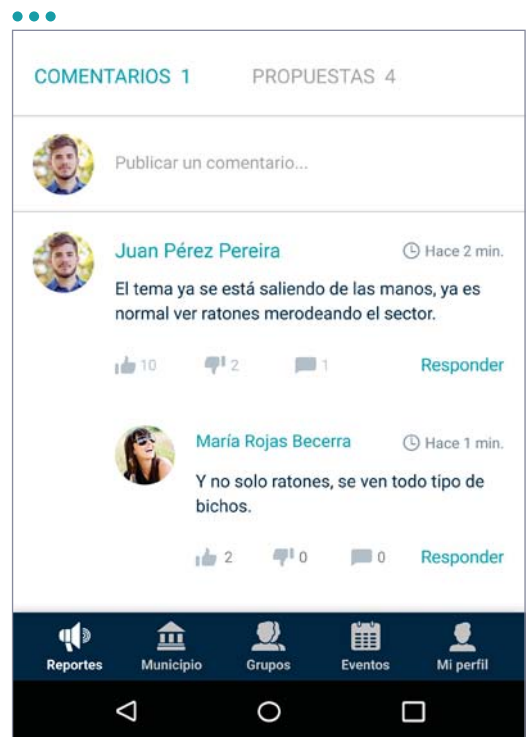 COMENTARIOS 1 PROPUESTAS 4
Publicar un comentario...
Juan Pérez Pereira Hace 2 min.
El tema ya se está saliendo de las manos, ya es
normal ver ratones merodeando el sector.
10 2 1 Responder
María Rojas Becerra Hace 1 min.
Y no solo ratones, se ven todo tipo de
bichos.
2 0 0 Responder
Reportes Municipio Grupos Eventos Mi perfil